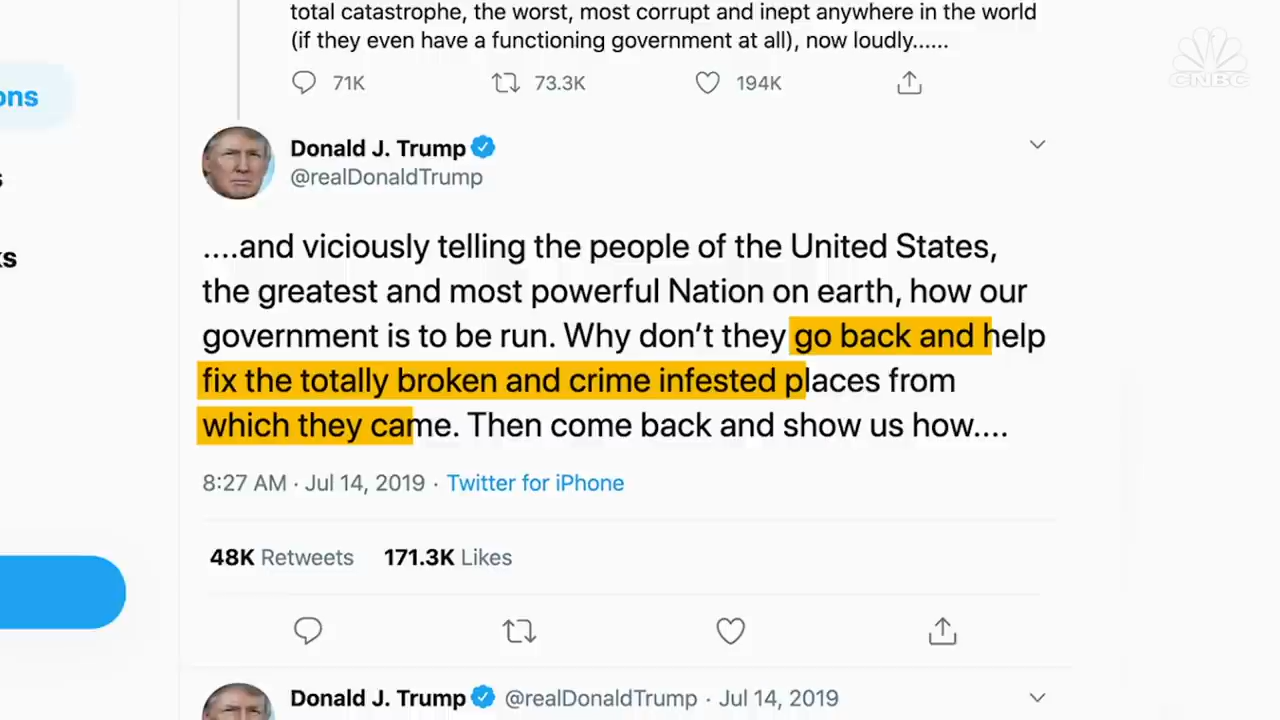 total catastrophe, the worst, most corrupt and inept anywhere in the world
(if they even have a functioning government at all), now loudly......
71K 73.3K 194K
CNBC
ons
Donald J. Trump
@realDonaldTrump
s
....and viciously telling the people of the United States,
ks
the greatest and most powerful Nation on earth, how our
government is to be run. Why don’t they go back and help
fix the totally broken and crime infested places from
which they came. Then come back and show us how....
8:27 AM · Jul 14, 2019 · Twitter for iPhone
48K Retweets 171.3K Likes
Donald J. Trump @realDonaldTrump · Jul 14, 2019